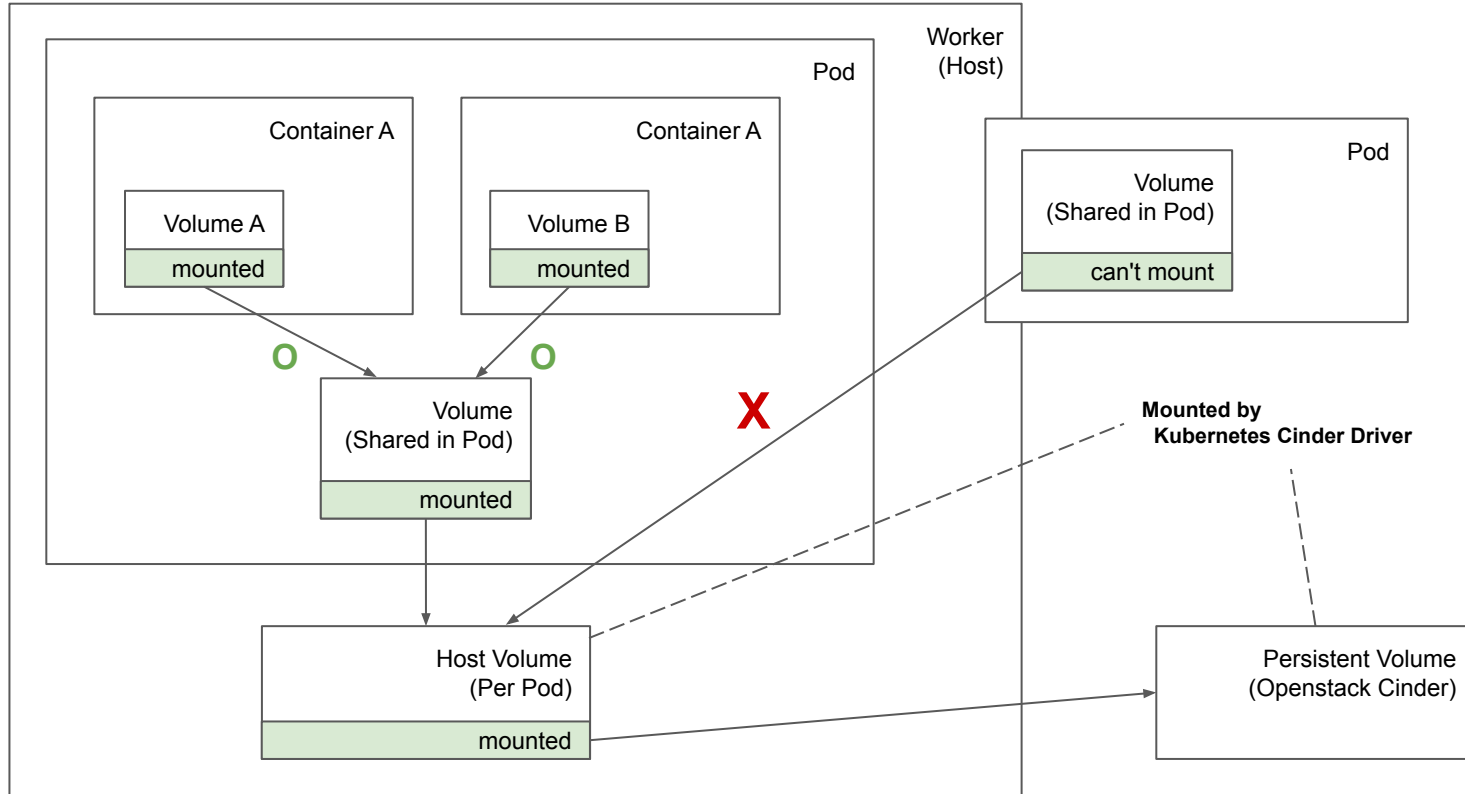 Worker
(Host)
Pod
Container A
Container A
Pod
Volume
(Shared in Pod)
can't mount
Volume A
mounted
Volume B
mounted
O
O
X
Volume
(Shared in Pod)
mounted
Mounted by
Kubernetes Cinder Driver
Host Volume
(Per Pod)
mounted
Persistent Volume
(Openstack Cinder)